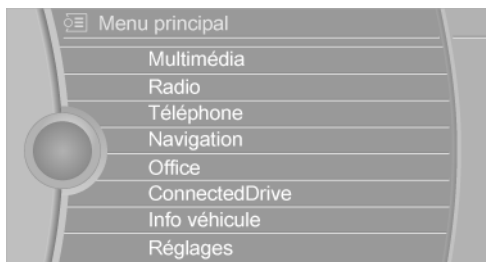 Menu principal
Multimédia
Radio
Téléphone
Navigation
Office
ConnectedDrive
Info véhicule
Réglages